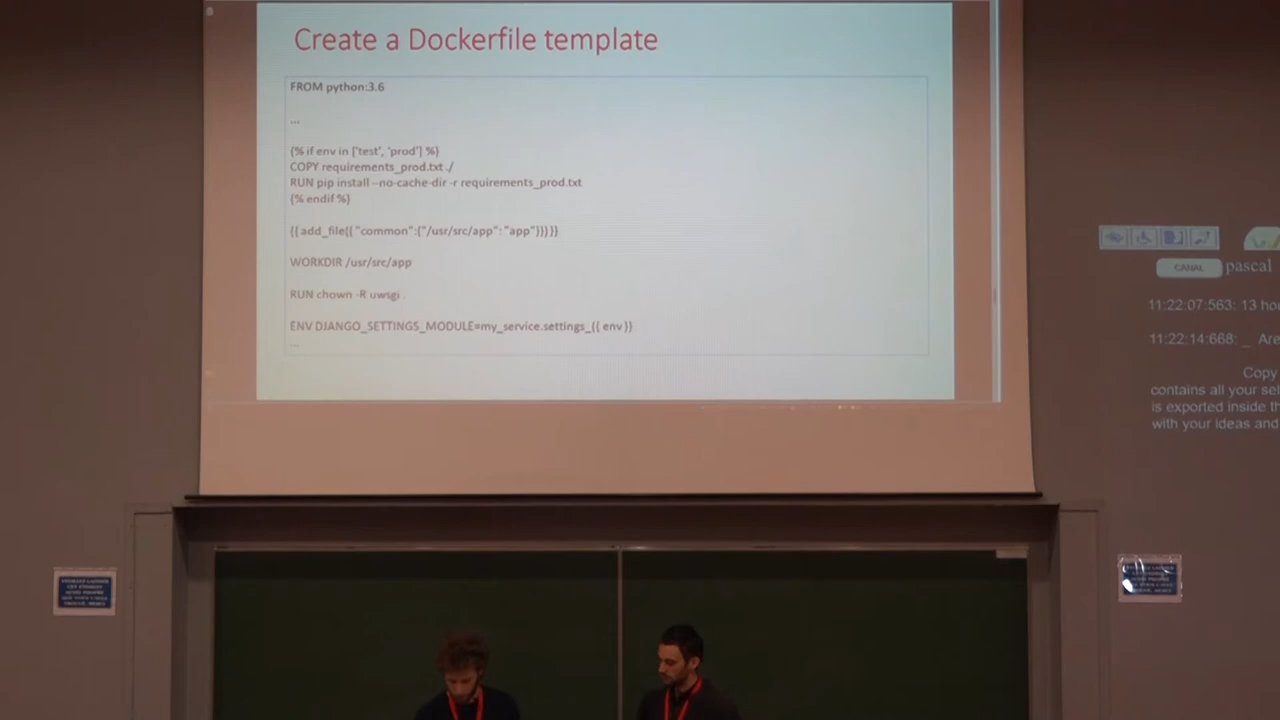 Create a Dockerfile template
FROM python:3.6
...
{% if env in ['test', 'prod'] %}
COPY requirements_prod.txt ./
RUN pip install --no-cache-dir -r requirements_prod.txt
{% endif %}
{{ add_file({ "common":{"/usr/src/app": "app"}}) }}
WORKDIR /usr/src/app
RUN chown -R uwsgi .
ENV DJANGO_SETTINGS_MODULE=my_service.settings_{{ env }}
...
CANAL
pascal
11:22:07:563: 13 ho
11:22:14:668: _ Are
Copy
contains all your se
is exported inside th
with your ideas and